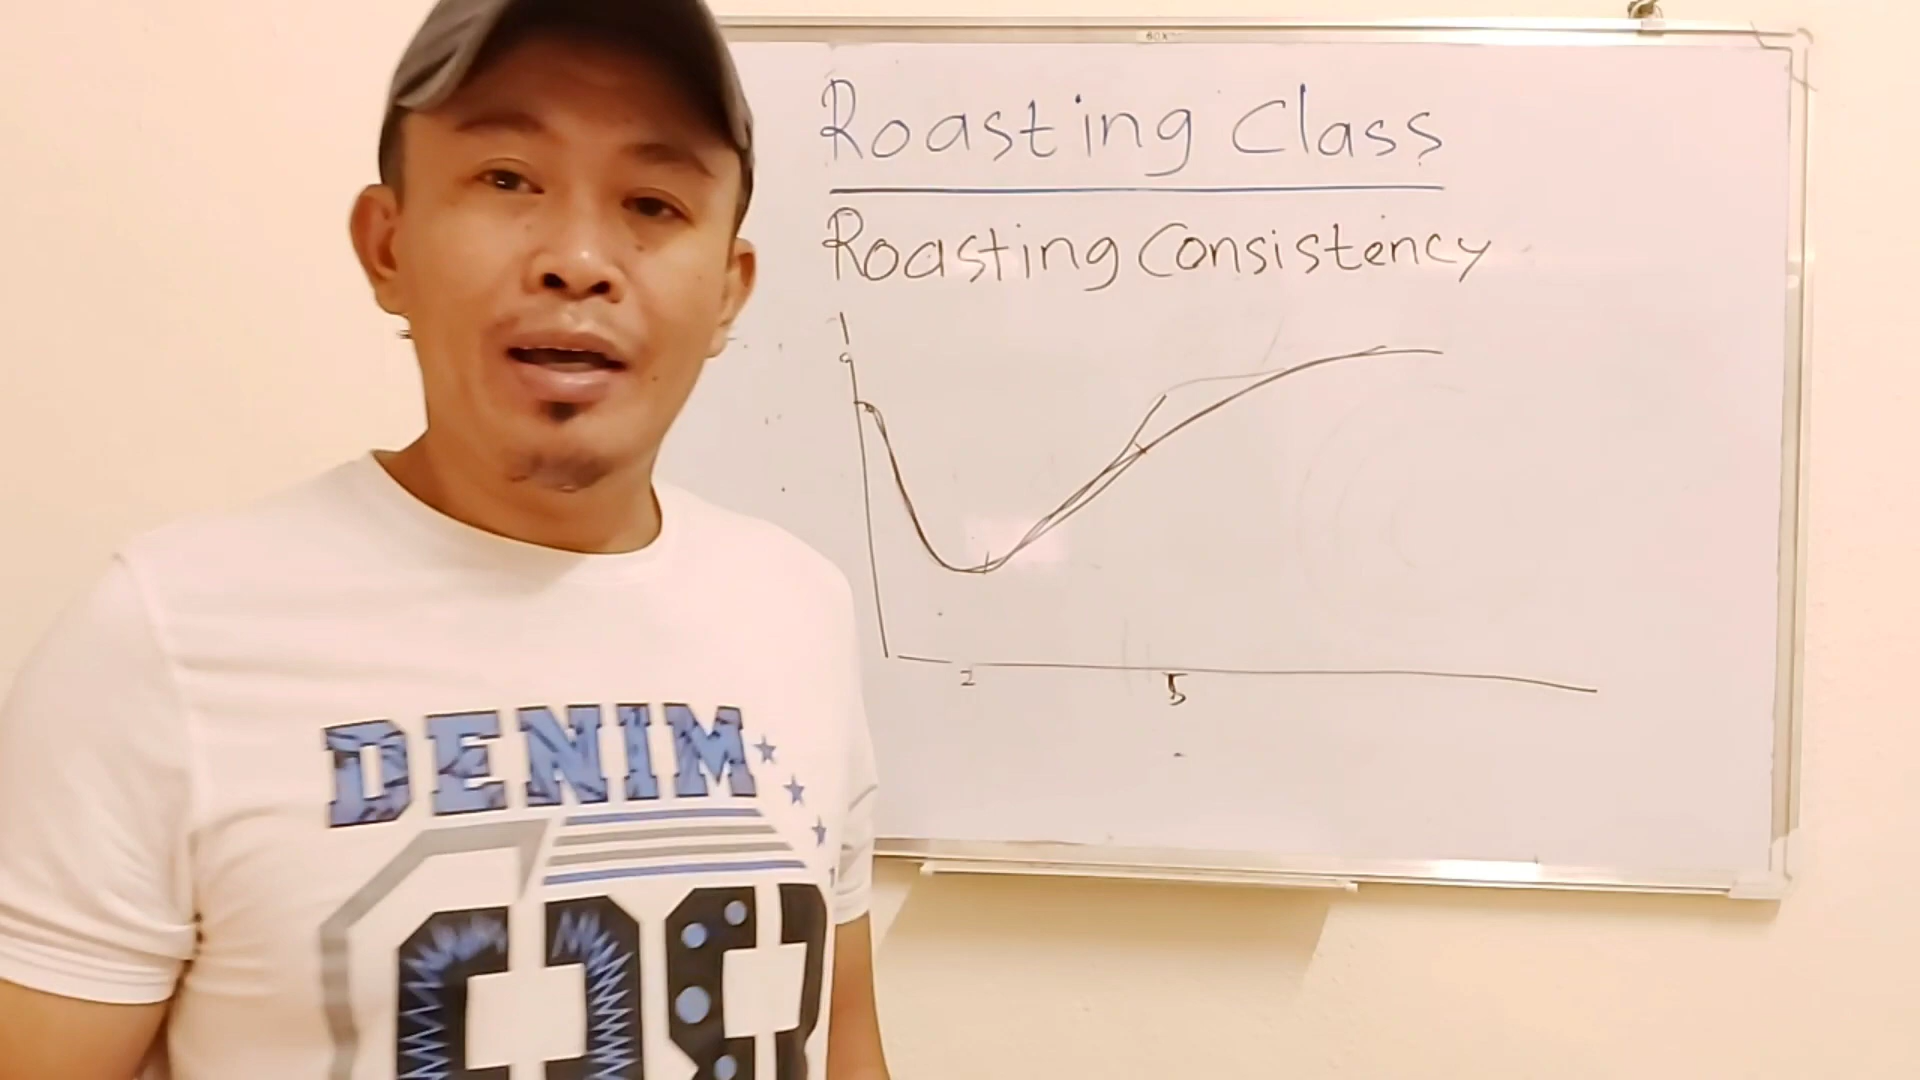 Roasting Class
Roasting Consistency
2
5
DENIM